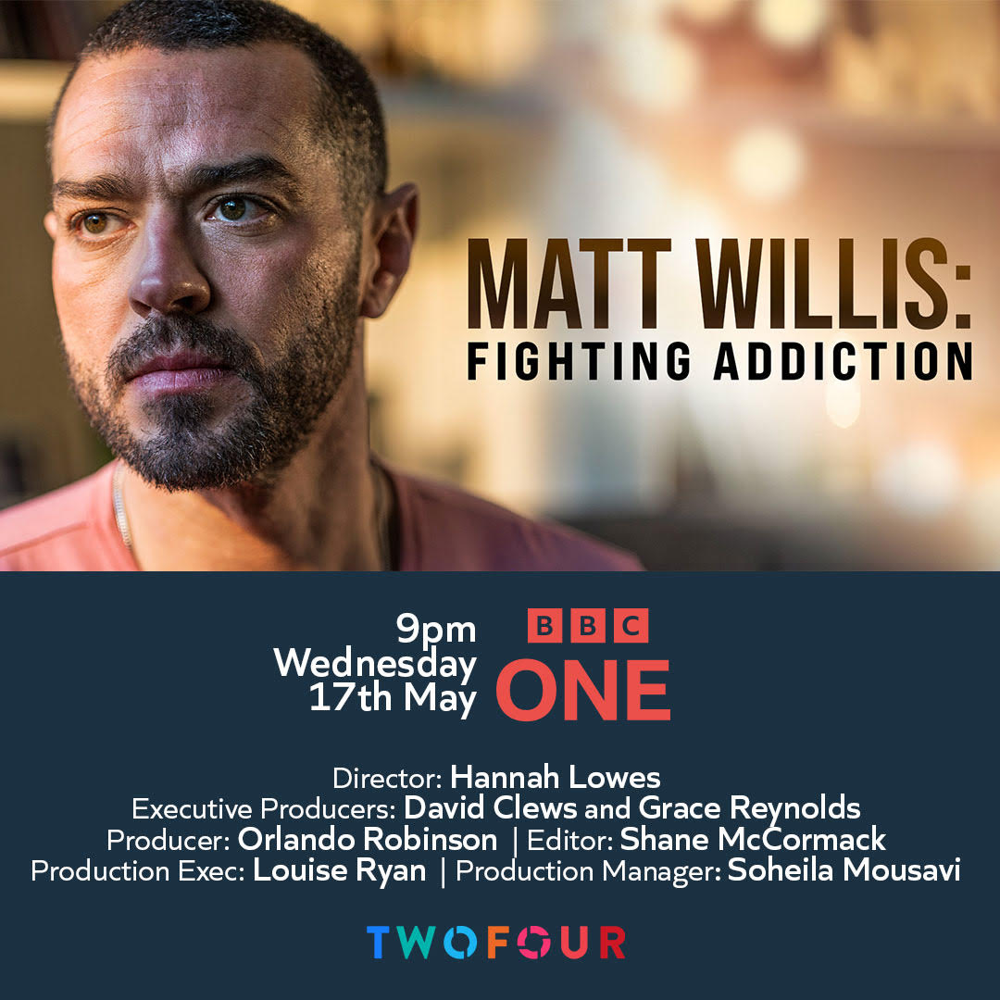 MATT WILLIS:
FIGHTING ADDICTION
9pm
Wednesday
17th May
BBC
ONE
Director: Hannah Lowes
Executive Producers: David Clews and Grace Reynolds
Producer: Orlando Robinson | Editor: Shane McCormack
Production Exec: Louise Ryan | Production Manager: Soheila Mousavi
TWOFOUR